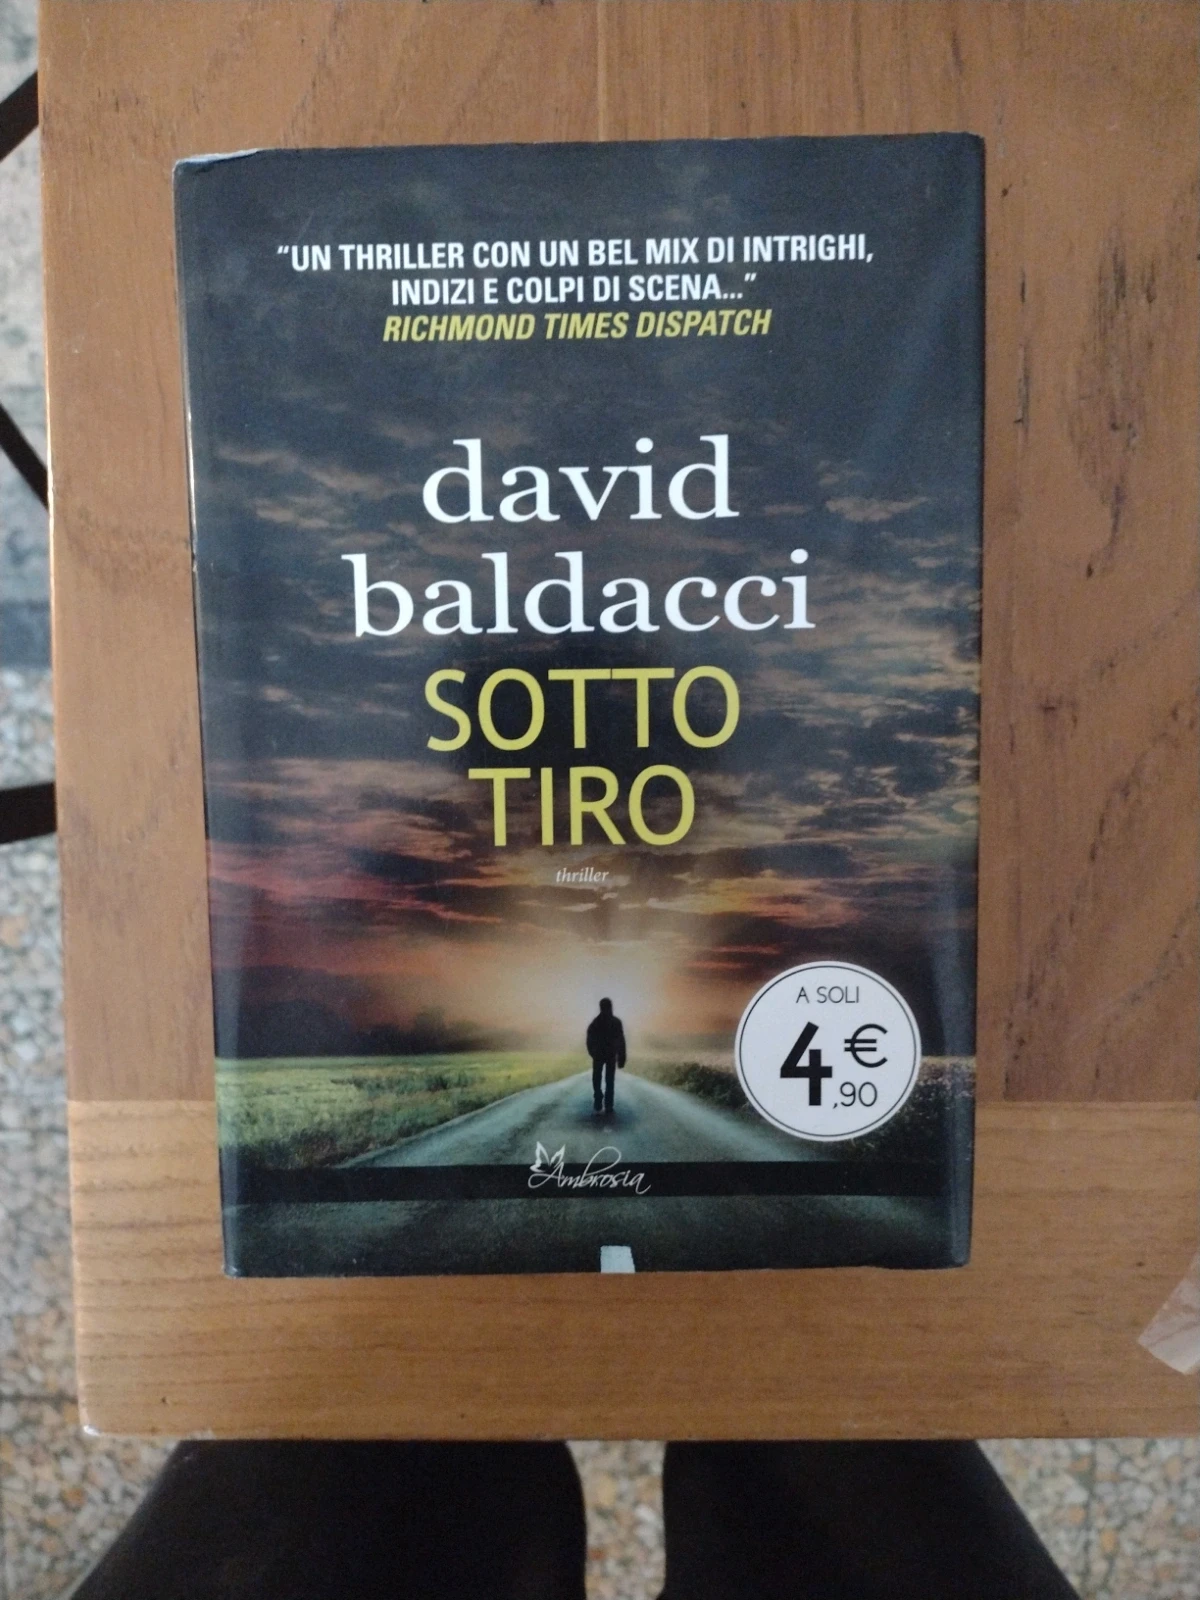 “UN THRILLER CON UN BEL MIX DI INTRIGHI,
INDIZI E COLPI DI SCENA...”
RICHMOND TIMES DISPATCH
david
baldacci
SOTTO
TIRO
thriller
A SOLI
4,90 €
Ambrosia